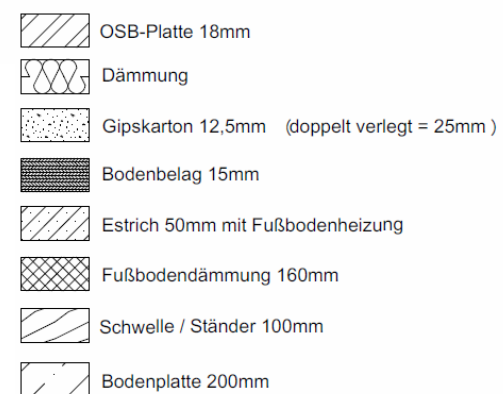 OSB-Platte 18mm
Dämmung
Gipskarton 12,5mm (doppelt verlegt = 25mm )
Bodenbelag 15mm
Estrich 50mm mit Fußbodenheizung
Fußbodendämmung 160mm
Schwelle / Ständer 100mm
Bodenplatte 200mm